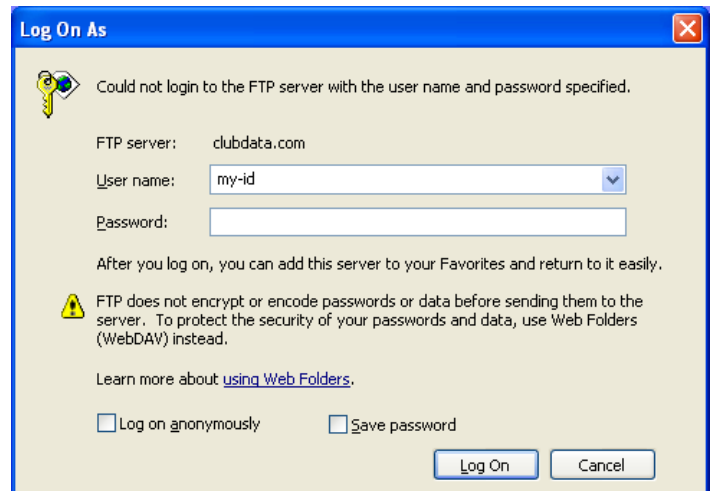 Log On As
Could not login to the FTP server with the user name and password specified.
FTP server: clubdata.com
User name: my-id
Password:
After you log on, you can add this server to your Favorites and return to it easily.
FTP does not encrypt or encode passwords or data before sending them to the
server. To protect the security of your passwords and data, use Web Folders
(WebDAV) instead.
Learn more about using Web Folders.
Log on anonymously Save password
Log On Cancel